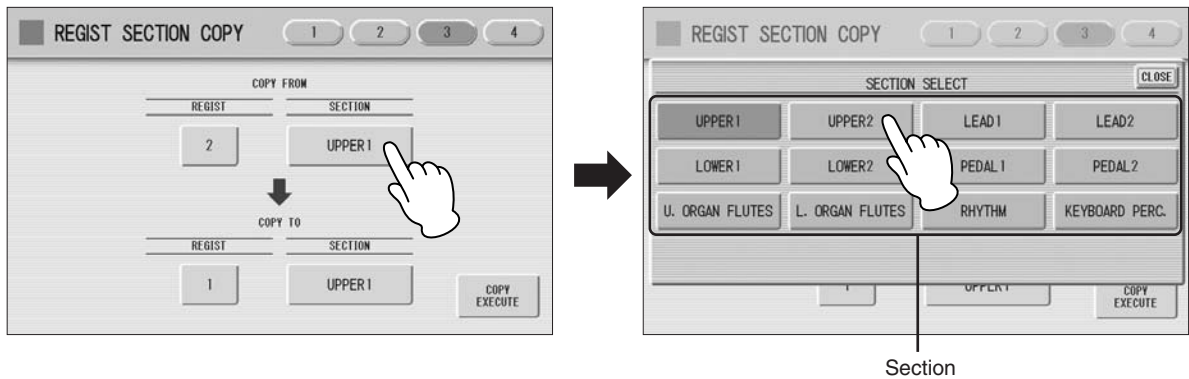 REGIST SECTION COPY 1 2 3 4
COPY FROM
REGIST SECTION
2 UPPER1
COPY TO
REGIST SECTION
1 UPPER1
COPY
EXECUTE
REGIST SECTION COPY 1 2 3 4
SECTION SELECT CLOSE
UPPER1 UPPER2 LEAD1 LEAD2
LOWER1 LOWER2 PEDAL1 PEDAL2
U. ORGAN FLUTES L. ORGAN FLUTES RHYTHM KEYBOARD PERC.
1 UPPER1 COPY
EXECUTE
Section